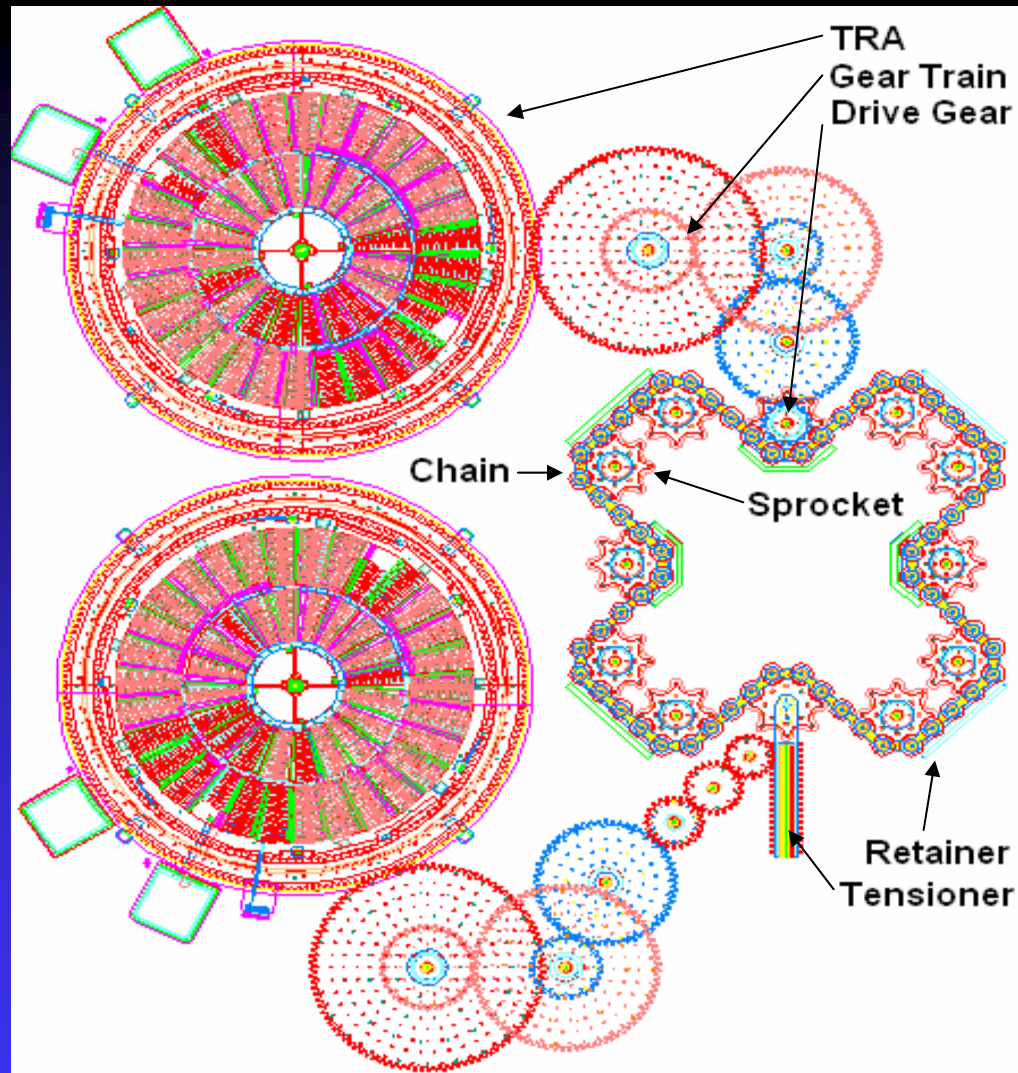 TRA
Gear Train
Drive Gear
Chain
Sprocket
Retainer
Tensioner